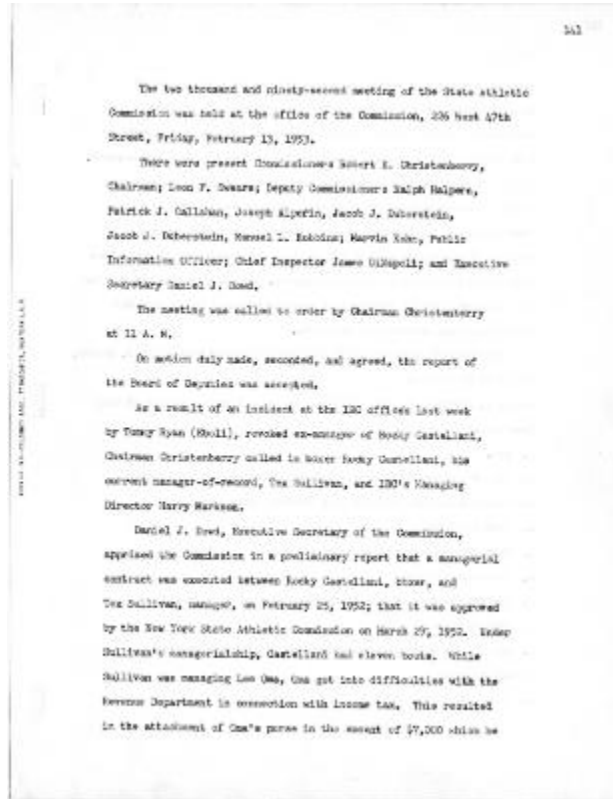 141
The two thousand and ninety-second meeting of the State Athletic
Commission was held at the office of the Commission, 226 West 47th
Street, Friday, February 13, 1953.
There were present Commissioners Robert K. Christenberry,
Chairman; Leon F. Swears; Deputy Commissioners Ralph Halpern,
Patrick J. Callahan, Joseph Alperin, Jacob J. Duberstein,
Jacob J. Duberstein, Manuel L. Robbins; Marvin Kohn, Public
Information Officer; Chief Inspector James DiNapoli; and Executive
Secretary Daniel J. Dowd.
The meeting was called to order by Chairman Christenberry
at 11 A. M.
On motion duly made, seconded, and agreed, the report of
the Board of Deputies was accepted.
As a result of an incident at the IBC offices last week
by Tommy Ryan (Eboli), revoked ex-manager of Rocky Castellani,
Chairman Christenberry called in boxer Rocky Castellani, his
current manager-of-record, Tex Sullivan, and IBC's Managing
Director Harry Markson.
Daniel J. Dowd, Executive Secretary of the Commission,
apprised the Commission in a preliminary report that a managerial
contract was executed between Rocky Castellani, boxer, and
Tex Sullivan, manager, on February 25, 1952; that it was approved
by the New York State Athletic Commission on March 29, 1952. Under
Sullivan's managerialship, Castellani had eleven bouts. While
Sullivan was managing Lee Oma, Oma got into difficulties with the
Revenue Department in connection with income tax. This resulted
in the attachment of Oma's purse in the amount of $7,000 which he